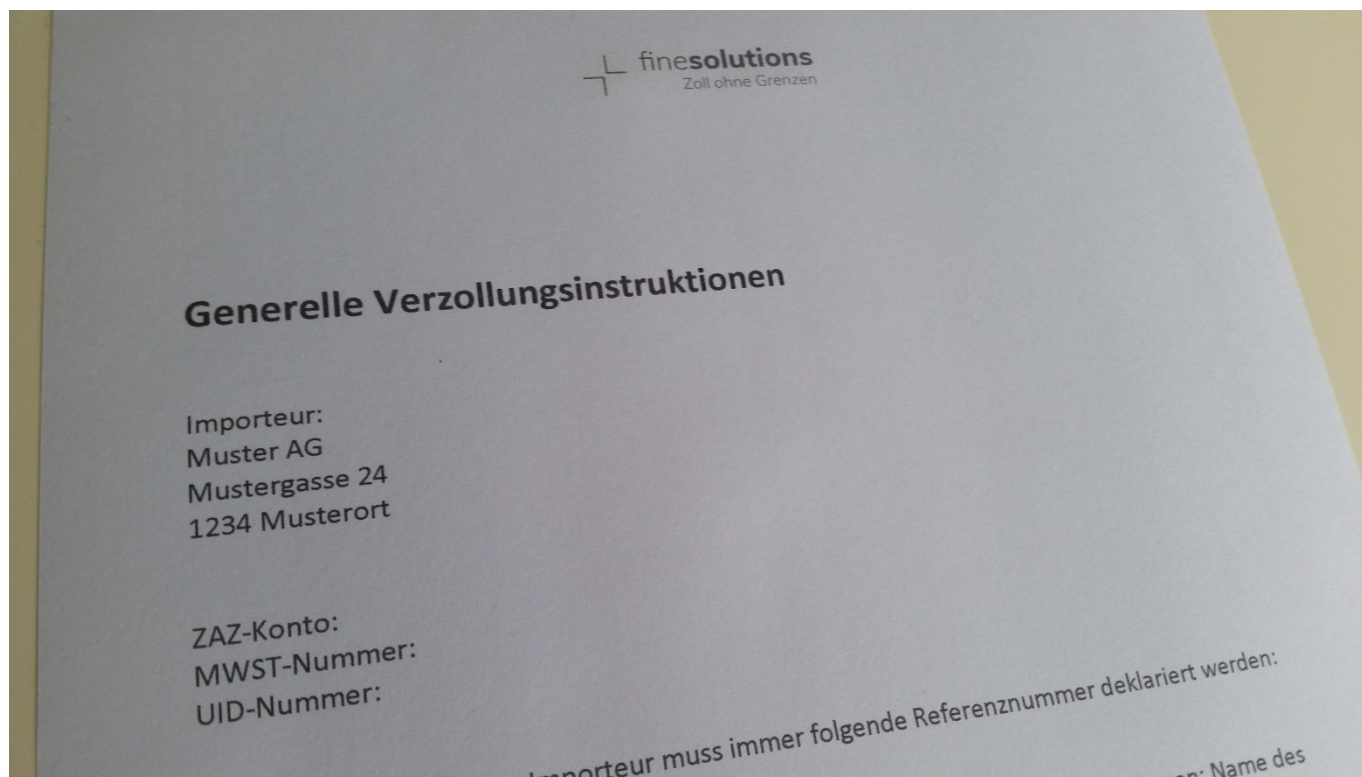 finesolutions
Zoll ohne Grenzen
Generelle Verzollungsinstruktionen
Importeur:
Muster AG
Mustergasse 24
1234 Musterort
ZAZ-Konto:
MWST-Nummer:
UID-Nummer:
Importeur muss immer folgende Referenznummer deklariert werden:
Name des